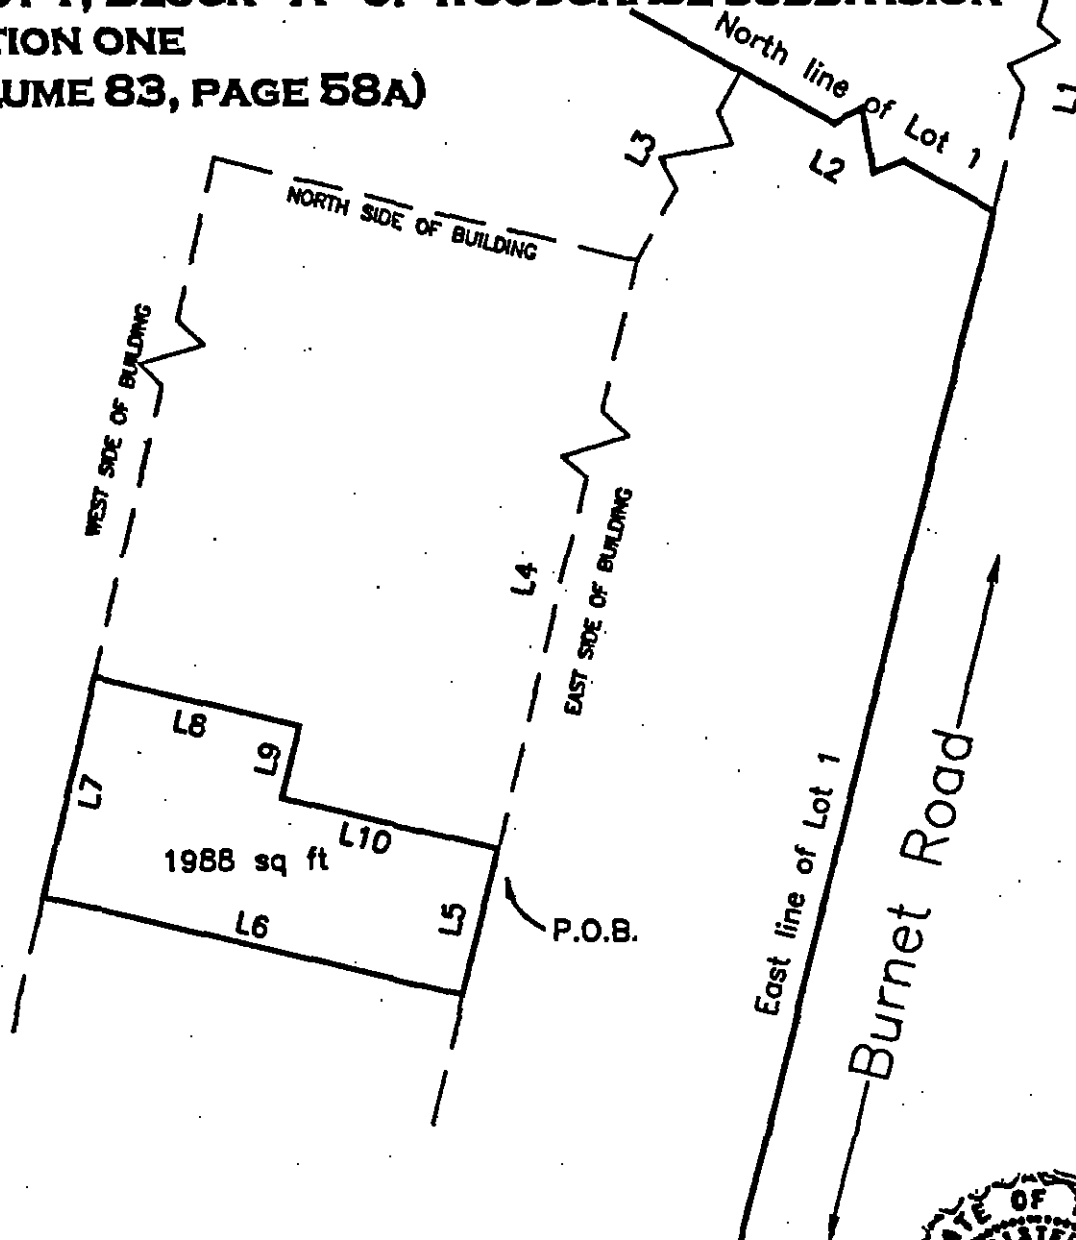 TION ONE
UME 83, PAGE 58A)
North line of Lot 1
L1
L3
L2
NORTH SIDE OF BUILDING
WEST SIDE OF BUILDING
L4
EAST SIDE OF BUILDING
L8
L9
L7
L10
1988 sq ft
L5
L6
P.O.B.
East line of Lot 1
Burnet Road
OF